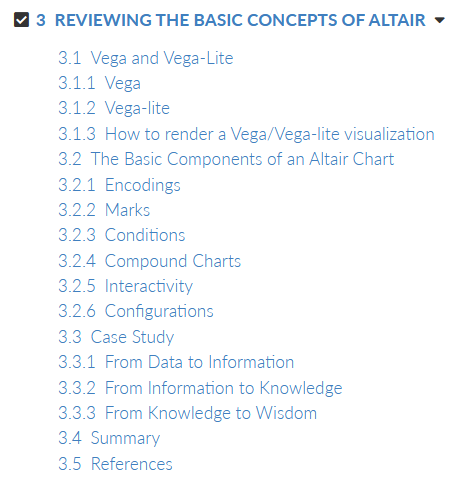 3 REVIEWING THE BASIC CONCEPTS OF ALTAIR
3.1 Vega and Vega-Lite
3.1.1 Vega
3.1.2 Vega-lite
3.1.3 How to render a Vega/Vega-lite visualization
3.2 The Basic Components of an Altair Chart
3.2.1 Encodings
3.2.2 Marks
3.2.3 Conditions
3.2.4 Compound Charts
3.2.5 Interactivity
3.2.6 Configurations
3.3 Case Study
3.3.1 From Data to Information
3.3.2 From Information to Knowledge
3.3.3 From Knowledge to Wisdom
3.4 Summary
3.5 References